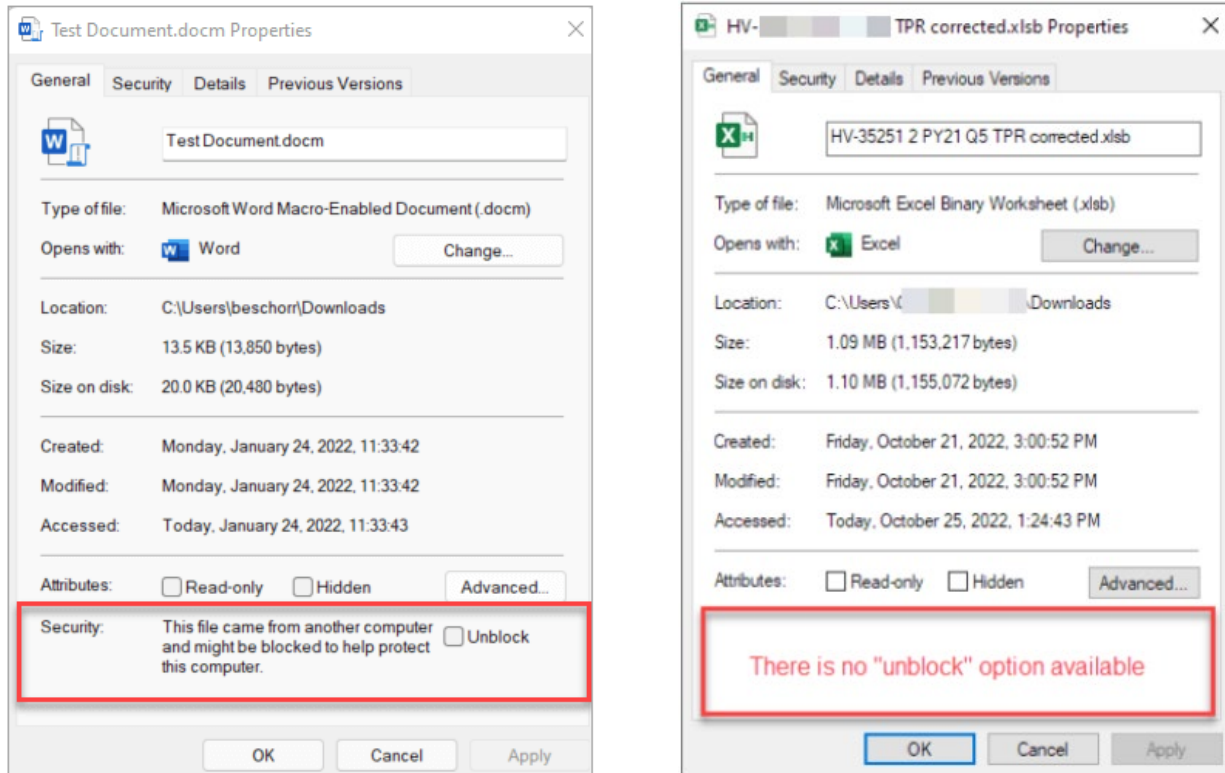 Test Document.docm Properties
General Security Details Previous Versions
Test Document.docm
Type of file: Microsoft Word Macro-Enabled Document (.docm)
Opens with: Word Change...
Location: C:\Users\beschorr\Downloads
Size: 13.5 KB (13,850 bytes)
Size on disk: 20.0 KB (20,480 bytes)
Created: Monday, January 24, 2022, 11:33:42
Modified: Monday, January 24, 2022, 11:33:42
Accessed: Today, January 24, 2022, 11:33:43
Attributes: Read-only Hidden Advanced...
Security: This file came from another computer
and might be blocked to help protect
this computer.
Unblock
OK Cancel Apply
HV- TPR corrected.xlsb Properties
General Security Details Previous Versions
HV-35251 2 PY21 Q5 TPR corrected.xlsb
Type of file: Microsoft Excel Binary Worksheet (.xlsb)
Opens with: Excel Change...
Location: C:\Users\ \Downloads
Size: 1.09 MB (1,153,217 bytes)
Size on disk: 1.10 MB (1,155,072 bytes)
Created: Friday, October 21, 2022, 3:00:52 PM
Modified: Friday, October 21, 2022, 3:00:52 PM
Accessed: Today, October 25, 2022, 1:24:43 PM
Attributes: Read-only Hidden Advanced...
There is no "unblock" option available
OK Cancel Apply